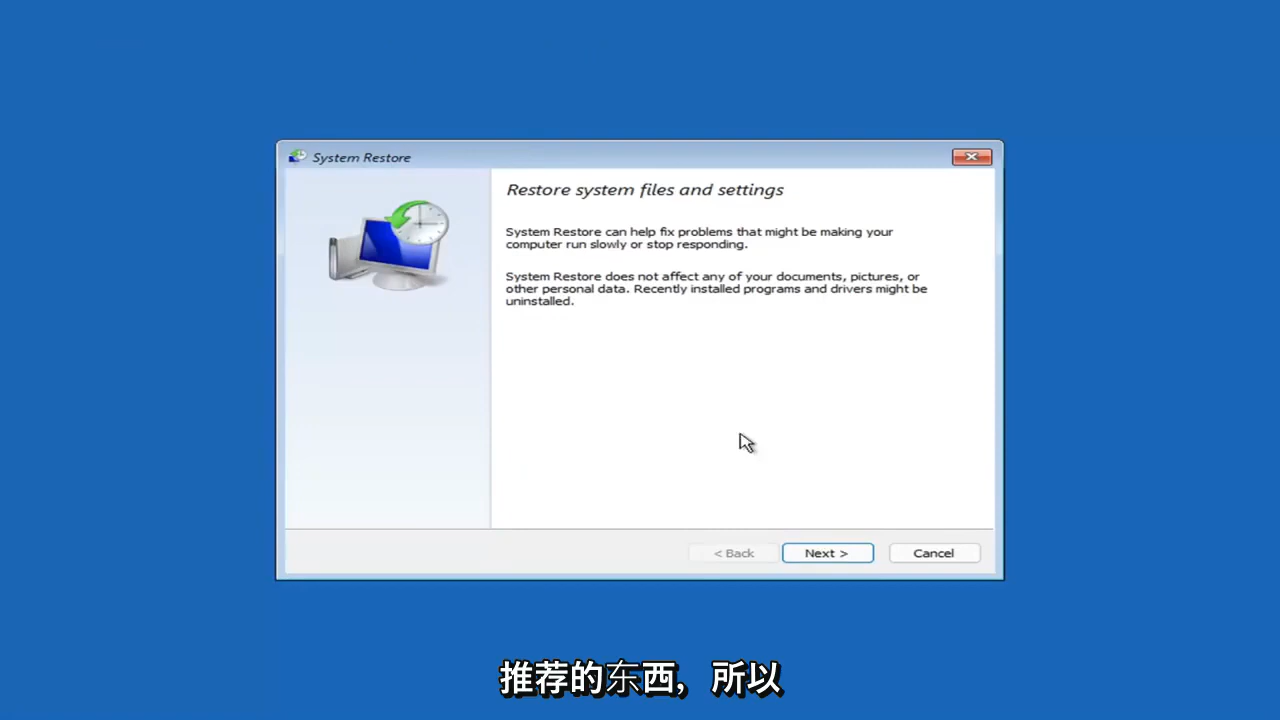 System Restore
Restore system files and settings
System Restore can help fix problems that might be making your
computer run slowly or stop responding.
System Restore does not affect any of your documents, pictures, or
other personal data. Recently installed programs and drivers might be
uninstalled.
< Back Next > Cancel
推荐的东西，所以